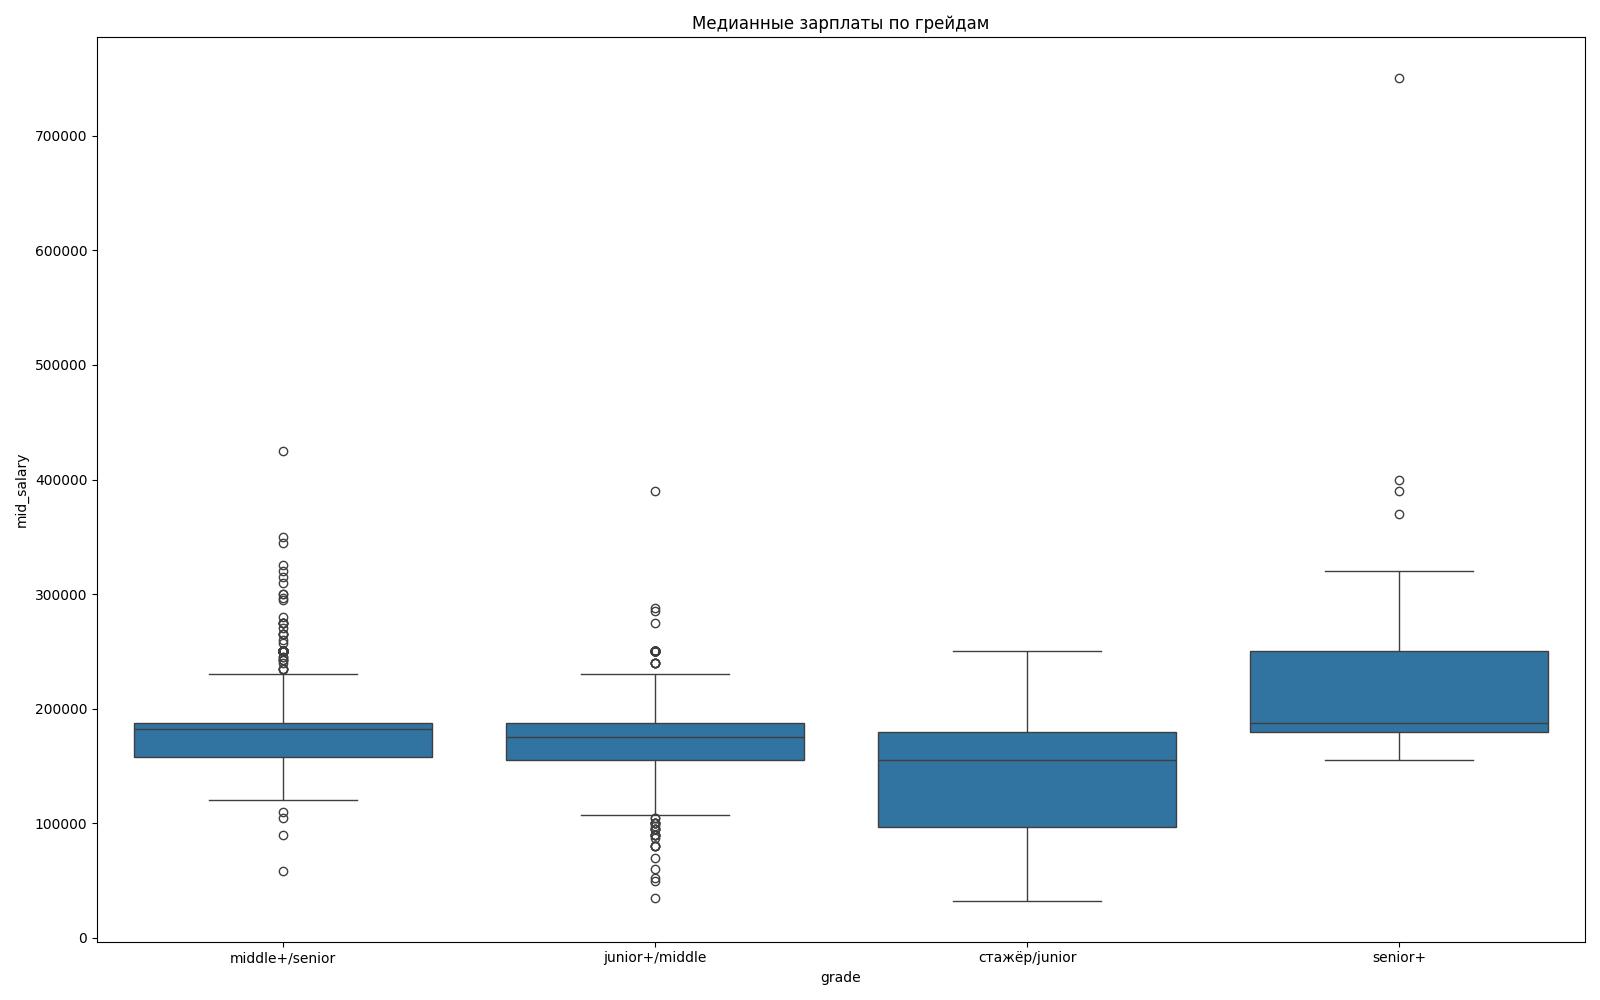 Медианные зарплаты по грейдам
mid_salary
700000
600000
500000
400000
300000
200000
100000
0
middle+/senior
junior+/middle
стажёр/junior
senior+
grade